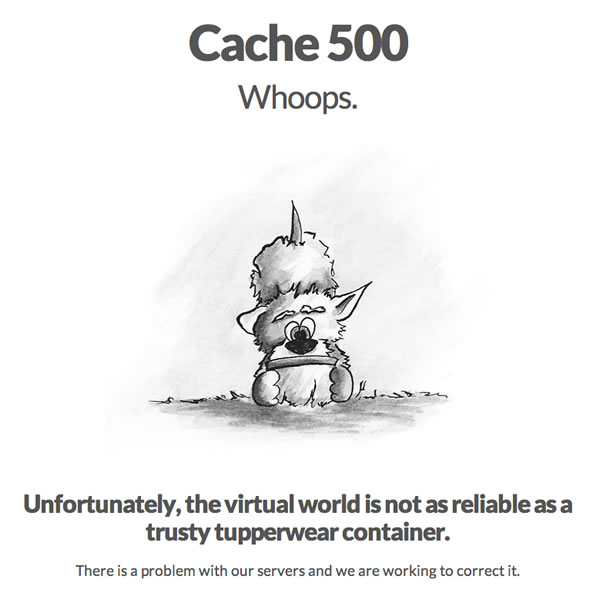 Cache 500
Whoops.
Unfortunately, the virtual world is not as reliable as a
trusty tupperwear container.
There is a problem with our servers and we are working to correct it.